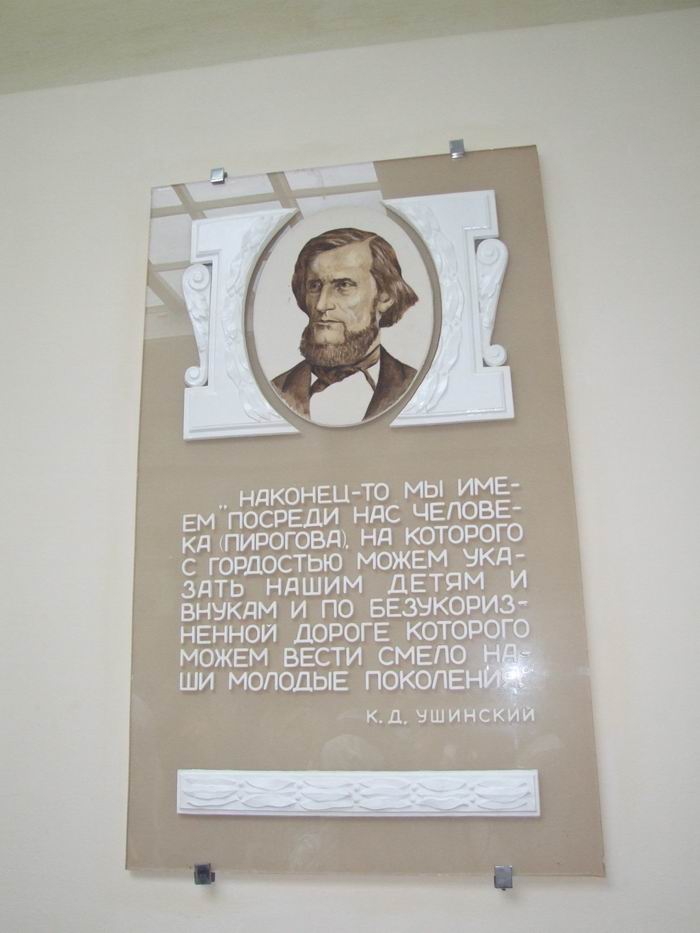 „НАКОНЕЦ-ТО МЫ ИМЕ-
ЕМ ПОСРЕДИ НАС ЧЕЛОВЕ-
КА (ПИРОГОВА), НА КОТОРОГО
С ГОРДОСТЬЮ МОЖЕМ УКА-
ЗАТЬ НАШИМ ДЕТЯМ И
ВНУКАМ И ПО БЕЗУКОРИЗ-
НЕННОЙ ДОРОГЕ КОТОРОГО
МОЖЕМ ВЕСТИ СМЕЛО НА-
ШИ МОЛОДЫЕ ПОКОЛЕНИЯ"
К. Д. УШИНСКИЙ